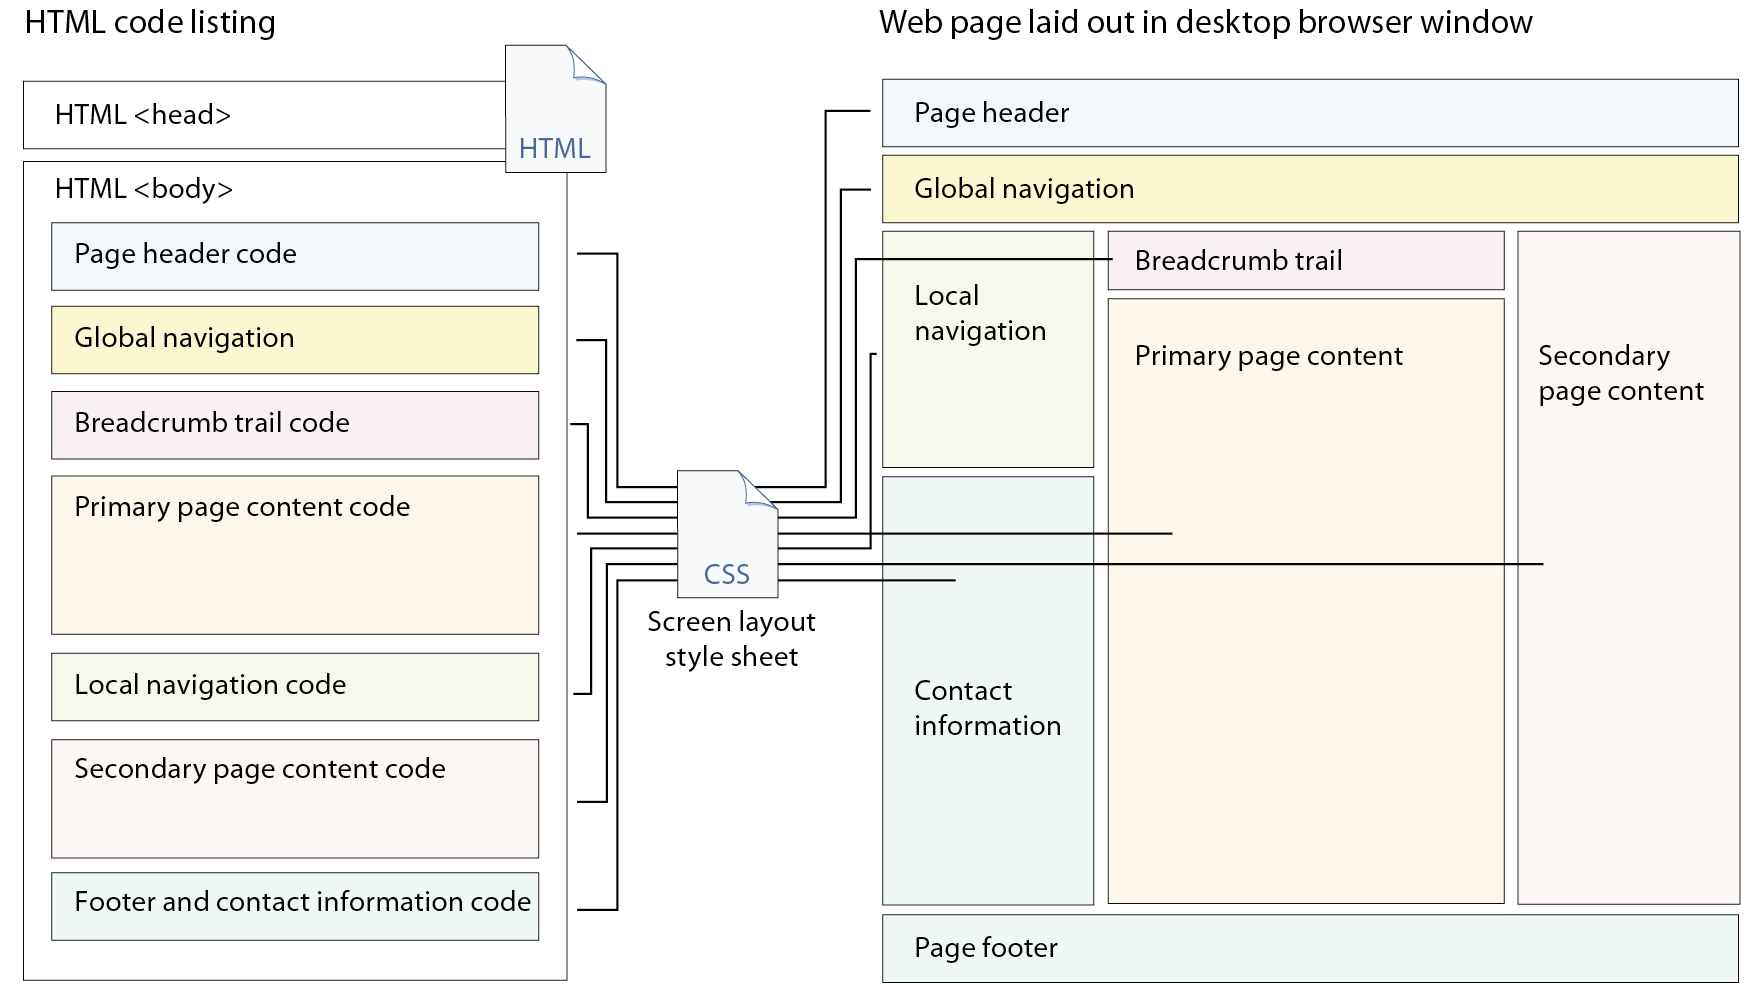 HTML code listing
HTML <head>
HTML
HTML <body>
Page header code
Global navigation
Breadcrumb trail code
Primary page content code
Local navigation code
Secondary page content code
Footer and contact information code
CSS
Screen layout
style sheet
Web page laid out in desktop browser window
Page header
Global navigation
Local
navigation
Breadcrumb trail
Primary page content
Secondary
page content
Contact
information
Page footer